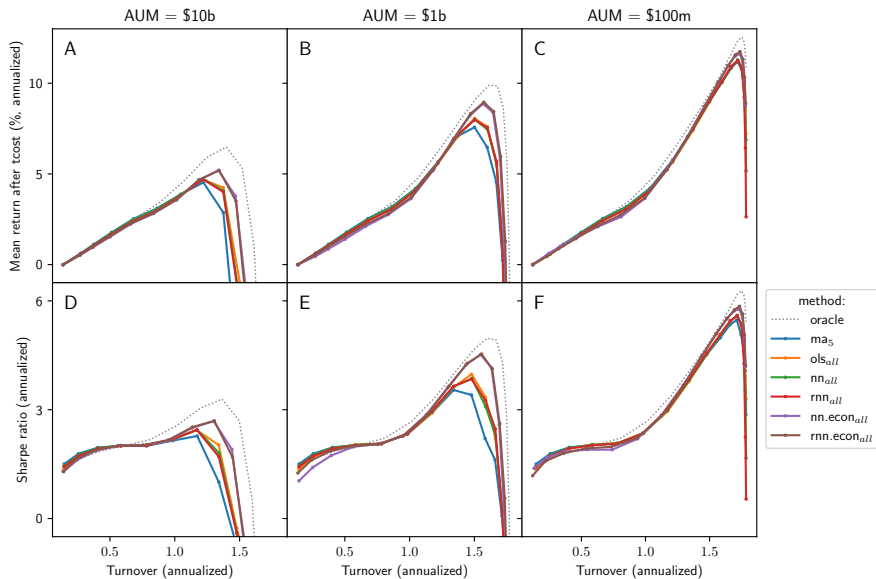 AUM = $10b
AUM = $1b
AUM = $100m
A
B
C
Mean return after tcost (%, annualized)
10
5
0
D
E
F
Sharpe ratio (annualized)
6
3
0
0.5
1.0
1.5
0.5
1.0
1.5
0.5
1.0
1.5
Turnover (annualized)
Turnover (annualized)
Turnover (annualized)
method:
oracle
ma5
olsall
nnall
rnnall
nn.econall
rnn.econall